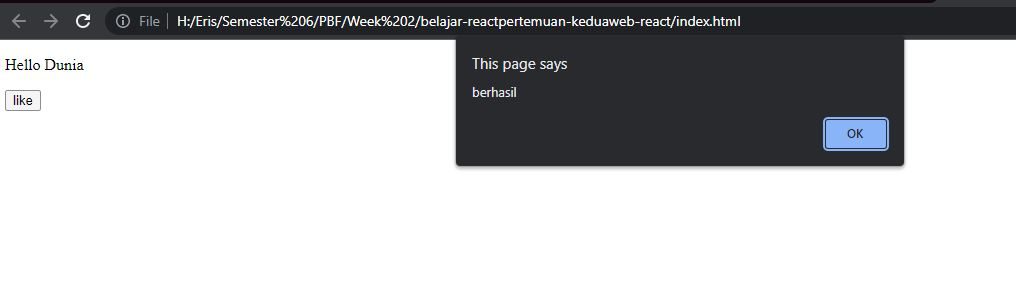 File H:/Eris/Semester%206/PBF/Week%202/belajar-reactpertemuan-keduaweb-react/index.html
This page says
berhasil
OK
Hello Dunia
like